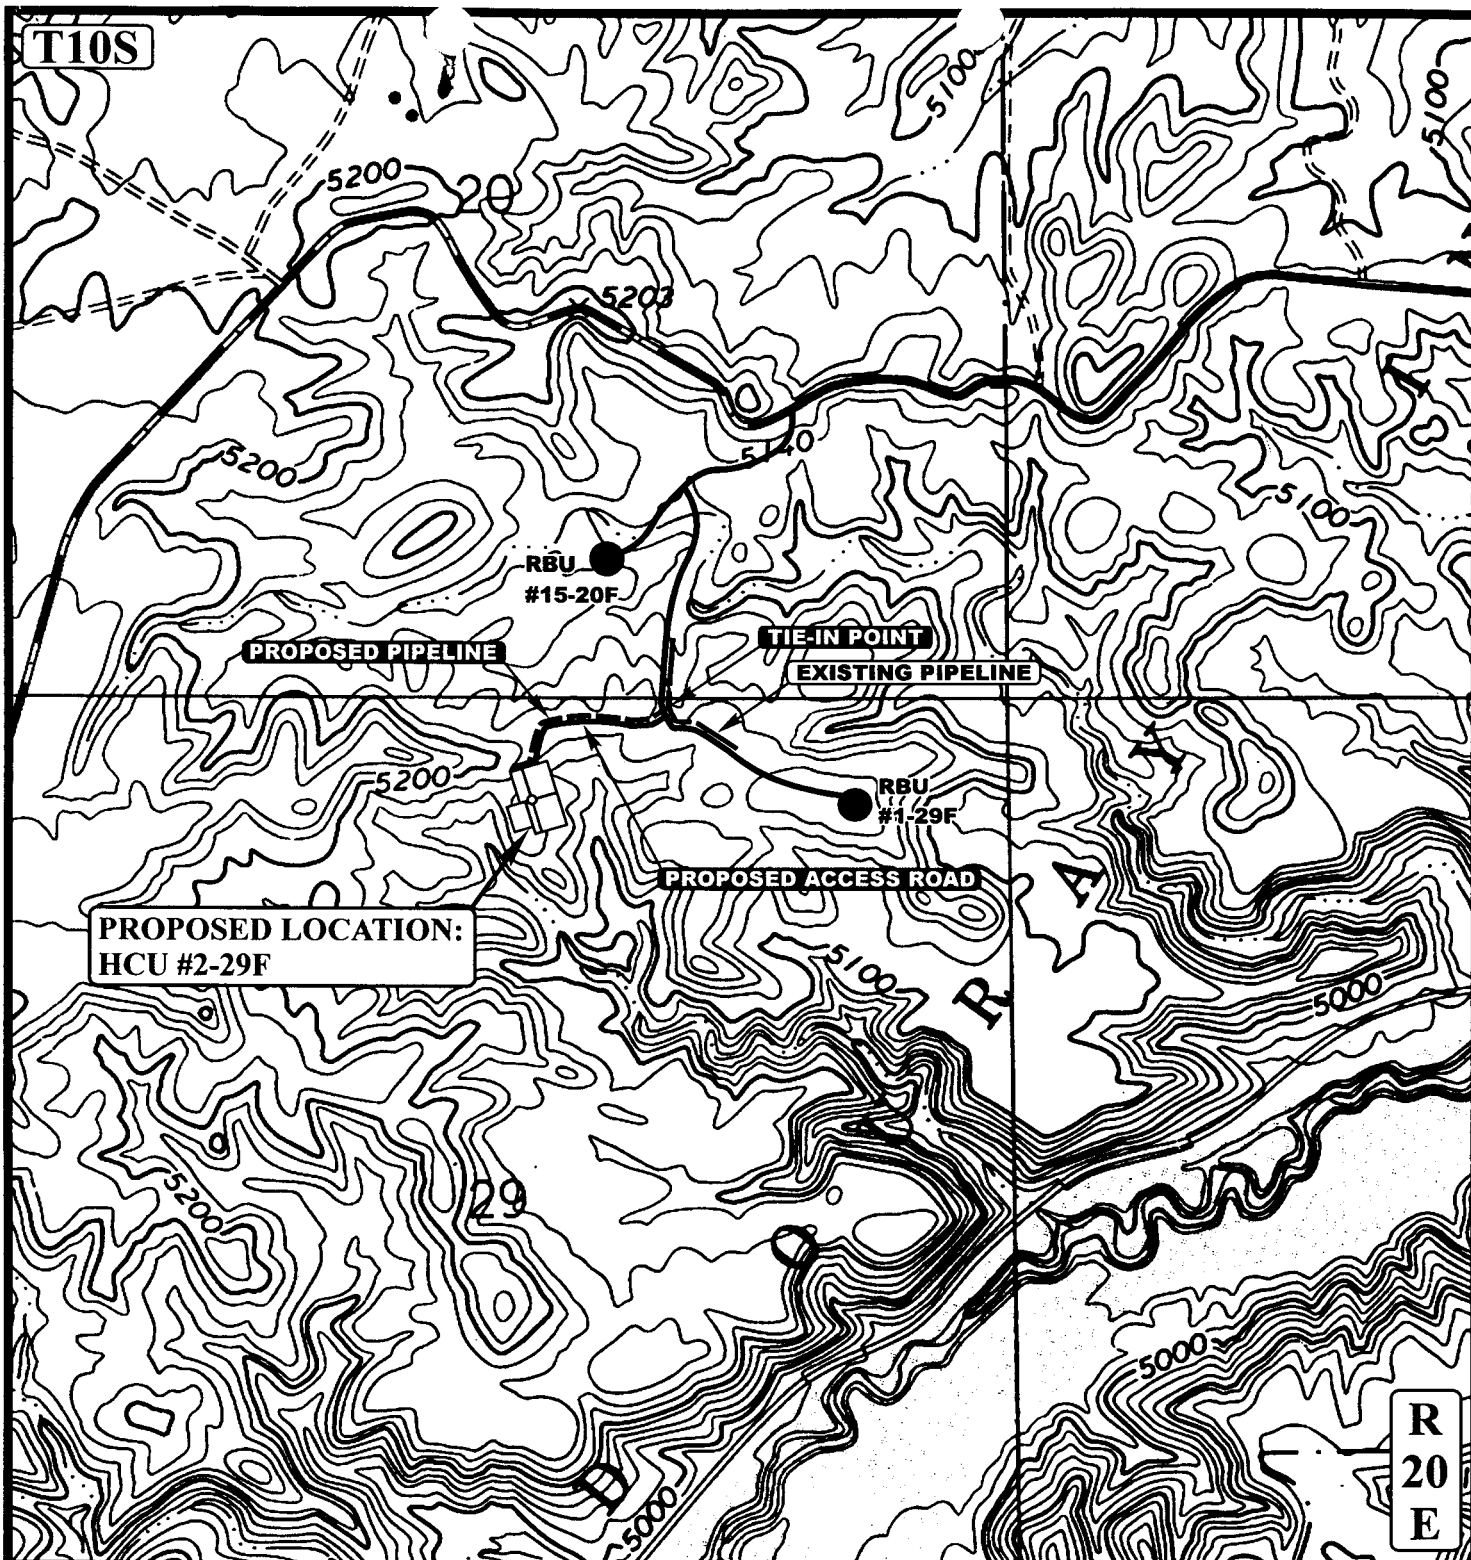 T10S
5100
5100
5200
20
5203
5200
5140
5100
RBU
#15-20F
PROPOSED PIPELINE
TIE-IN POINT
EXISTING PIPELINE
5200
RBU
#1-29F
PROPOSED ACCESS ROAD
PROPOSED LOCATION:
HCU #2-29F
5100
5000
5200
29
5000
5000
R
20
E